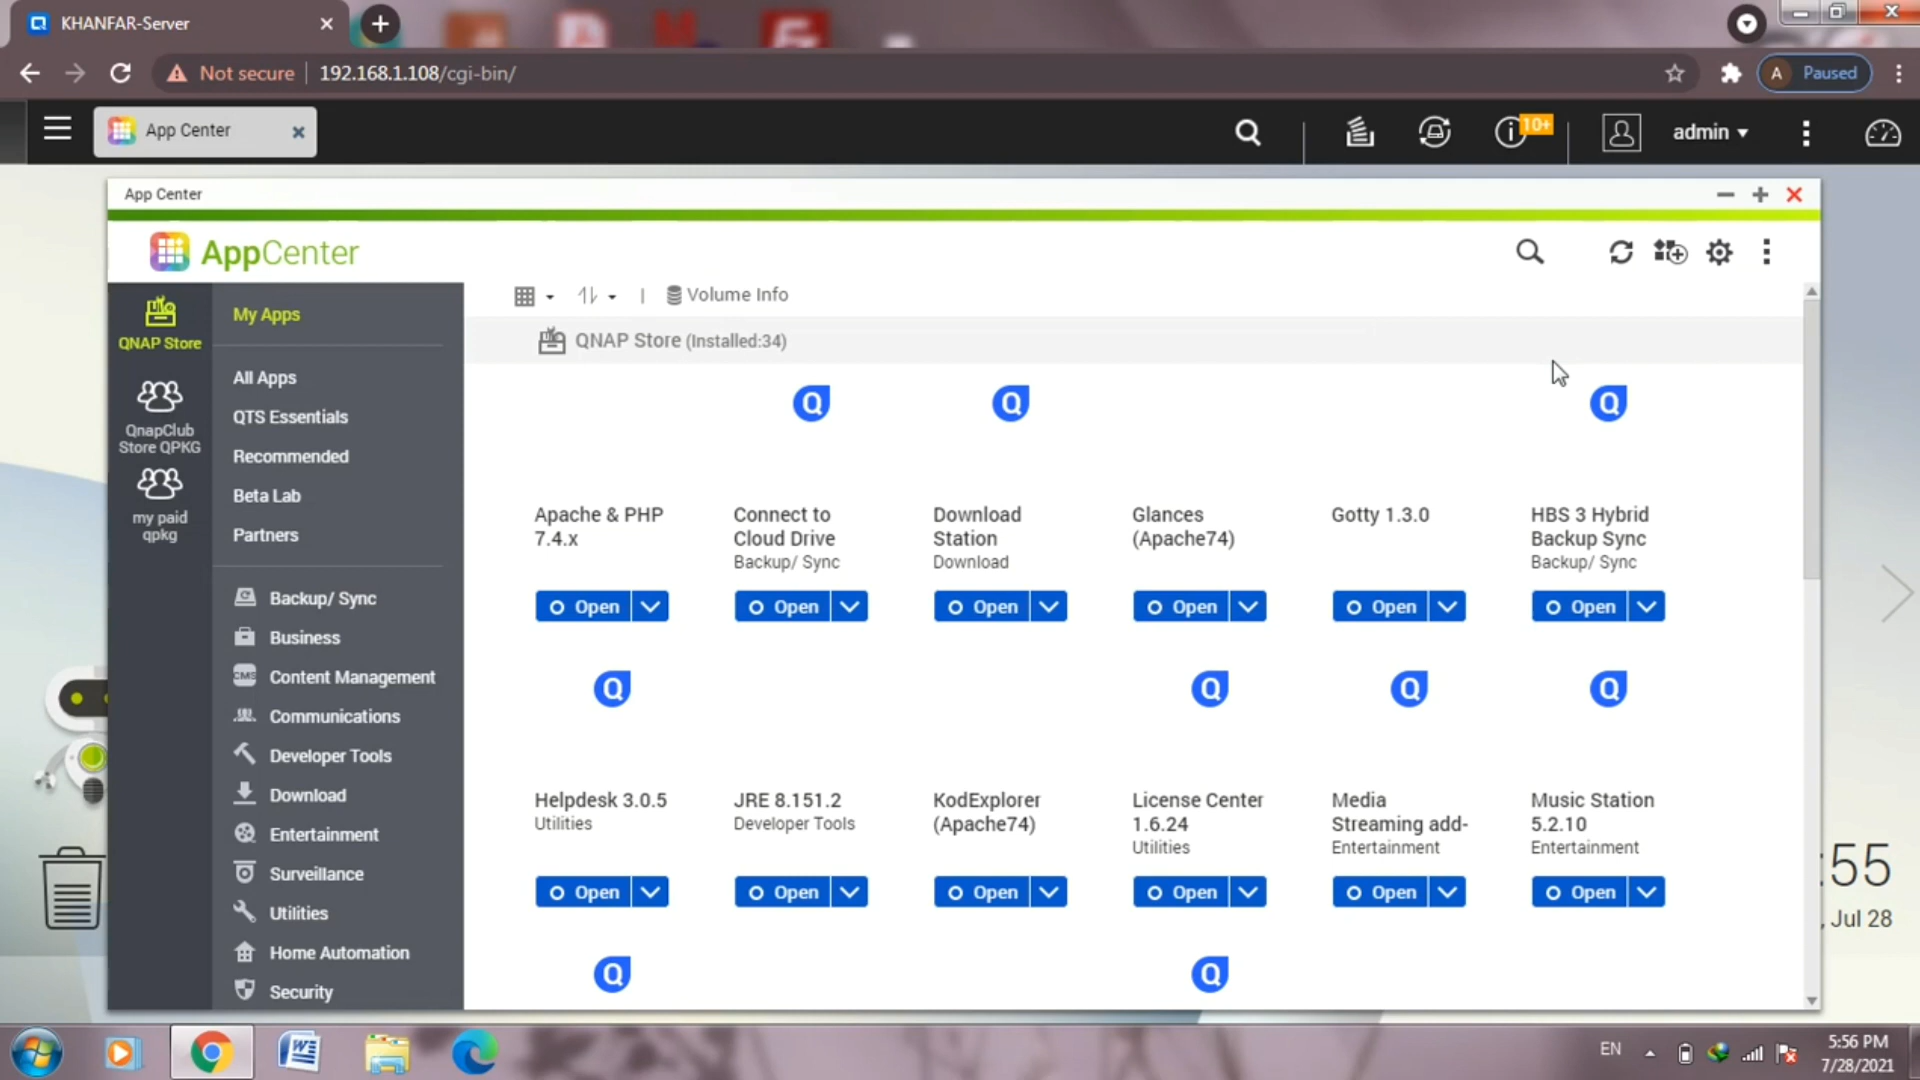 KHANFAR-Server
Not secure
192.168.1.108/cgi-bin/
A
Paused
App Center
10+
admin
App Center
AppCenter
QNAP Store
QnapClub
Store QPKG
my paid
qpkg
My Apps
All Apps
QTS Essentials
Recommended
Beta Lab
Partners
Backup/ Sync
Business
CMS
Content Management
Communications
Developer Tools
Download
Entertainment
Surveillance
Utilities
Home Automation
Security
Volume Info
QNAP Store (Installed:34)
Apache & PHP
7.4.x
Open
Connect to
Cloud Drive
Backup/ Sync
Open
Download
Station
Download
Open
Glances
(Apache74)
Open
Gotty 1.3.0
Open
HBS 3 Hybrid
Backup Sync
Backup/ Sync
Open
Helpdesk 3.0.5
Utilities
Open
JRE 8.151.2
Developer Tools
Open
KodExplorer
(Apache74)
Open
License Center
1.6.24
Utilities
Open
Media
Streaming add-
Entertainment
Open
Music Station
5.2.10
Entertainment
Open
:55
, Jul 28
EN
5:56 PM
7/28/2021